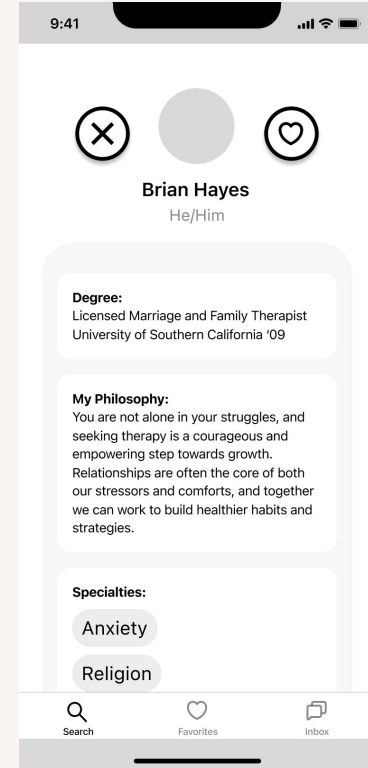 9:41
Brian Hayes
He/Him
Degree:
Licensed Marriage and Family Therapist
University of Southern California ‘09
My Philosophy:
You are not alone in your struggles, and
seeking therapy is a courageous and
empowering step towards growth.
Relationships are often the core of both
our stressors and comforts, and together
we can work to build healthier habits and
strategies.
Specialties:
Anxiety
Religion
Search Favorites Inbox